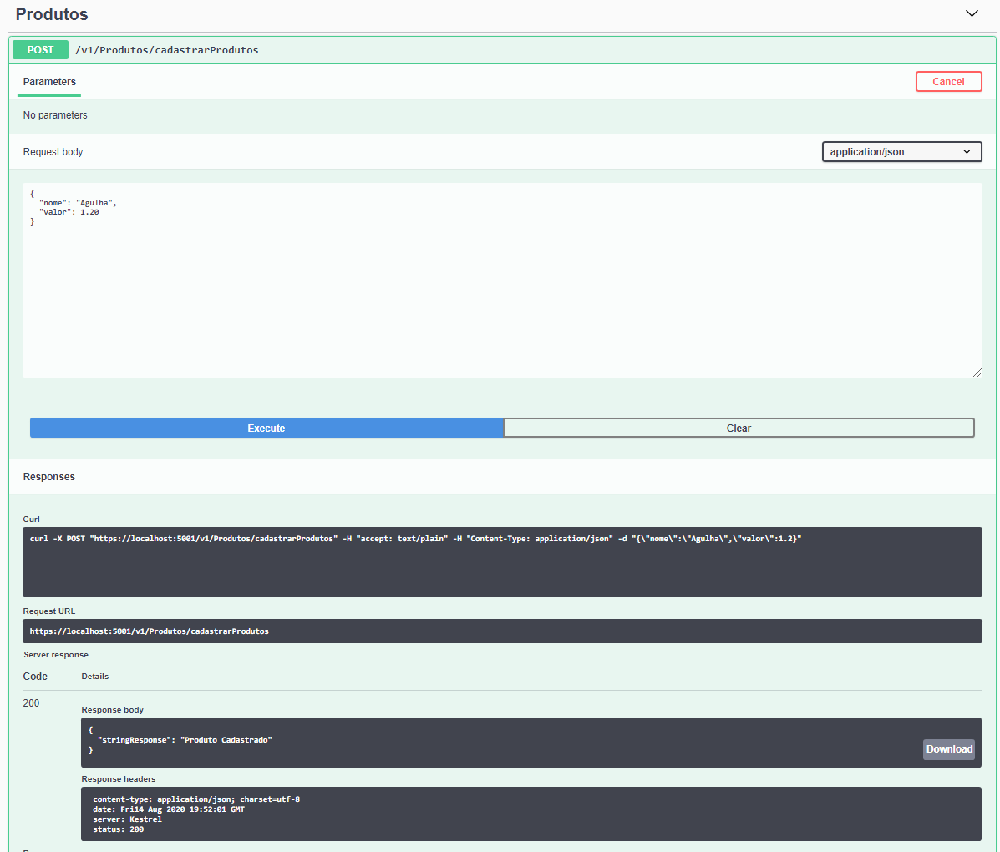 Produtos
POST /v1/Produtos/cadastrarProdutos
Parameters
Cancel
No parameters
Request body
application/json
{
  "nome": "Agulha",
  "valor": 1.20
}
Execute
Clear
Responses
Curl
curl -X POST "https://localhost:5001/v1/Produtos/cadastrarProdutos" -H "accept: text/plain" -H "Content-Type: application/json" -d "{\"nome\":\"Agulha\",\"valor\":1.2}"
Request URL
https://localhost:5001/v1/Produtos/cadastrarProdutos
Server response
Code Details
200
Response body
{
  "stringResponse": "Produto Cadastrado"
}
Download
Response headers
content-type: application/json; charset=utf-8
date: Fri14 Aug 2020 19:52:01 GMT
server: Kestrel
status: 200